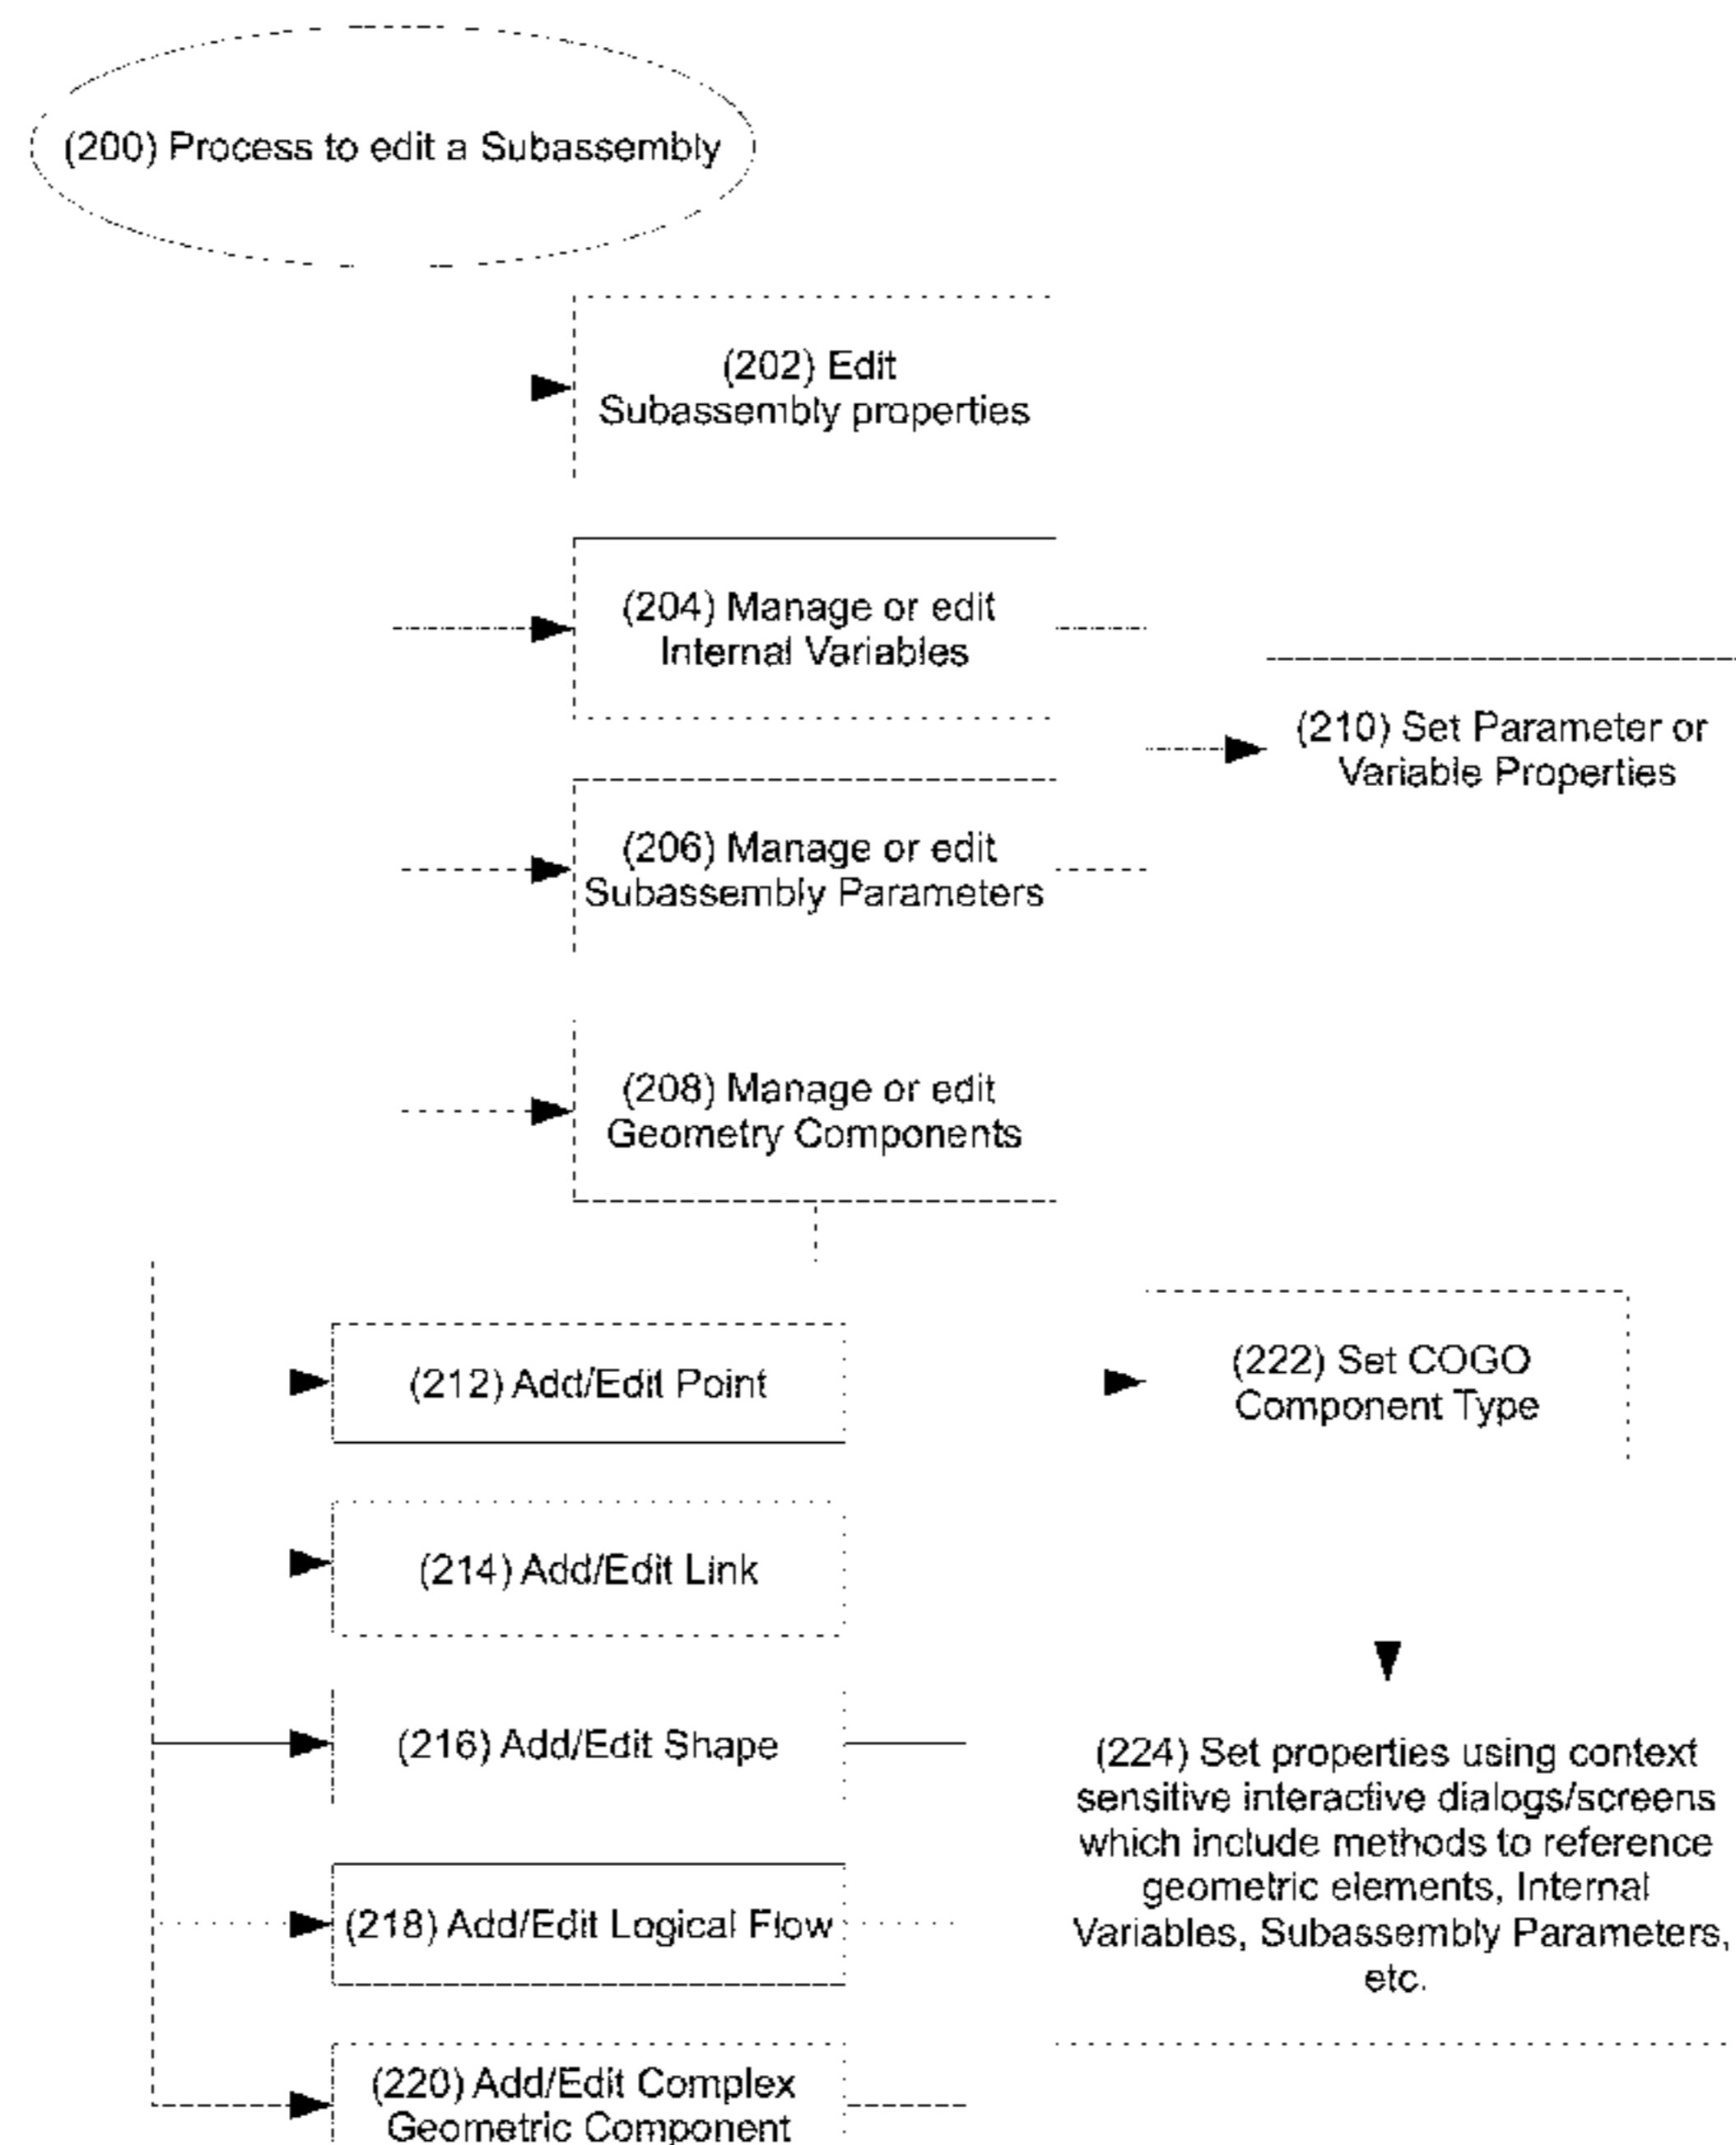 (200) Process to edit a Subassembly
(202) Edit
Subassembly properties
(204) Manage or edit
Internal Variables
(210) Set Parameter or
Variable Properties
(206) Manage or edit
Subassembly Parameters
(208) Manage or edit
Geometry Components
(212) Add/Edit Point
(222) Set COGO
Component Type
(214) Add/Edit Link
(216) Add/Edit Shape
(224) Set properties using context
sensitive interactive dialogs/screens
which include methods to reference
geometric elements, Internal
Variables, Subassembly Parameters,
etc.
(218) Add/Edit Logical Flow
(220) Add/Edit Complex
Geometric Component